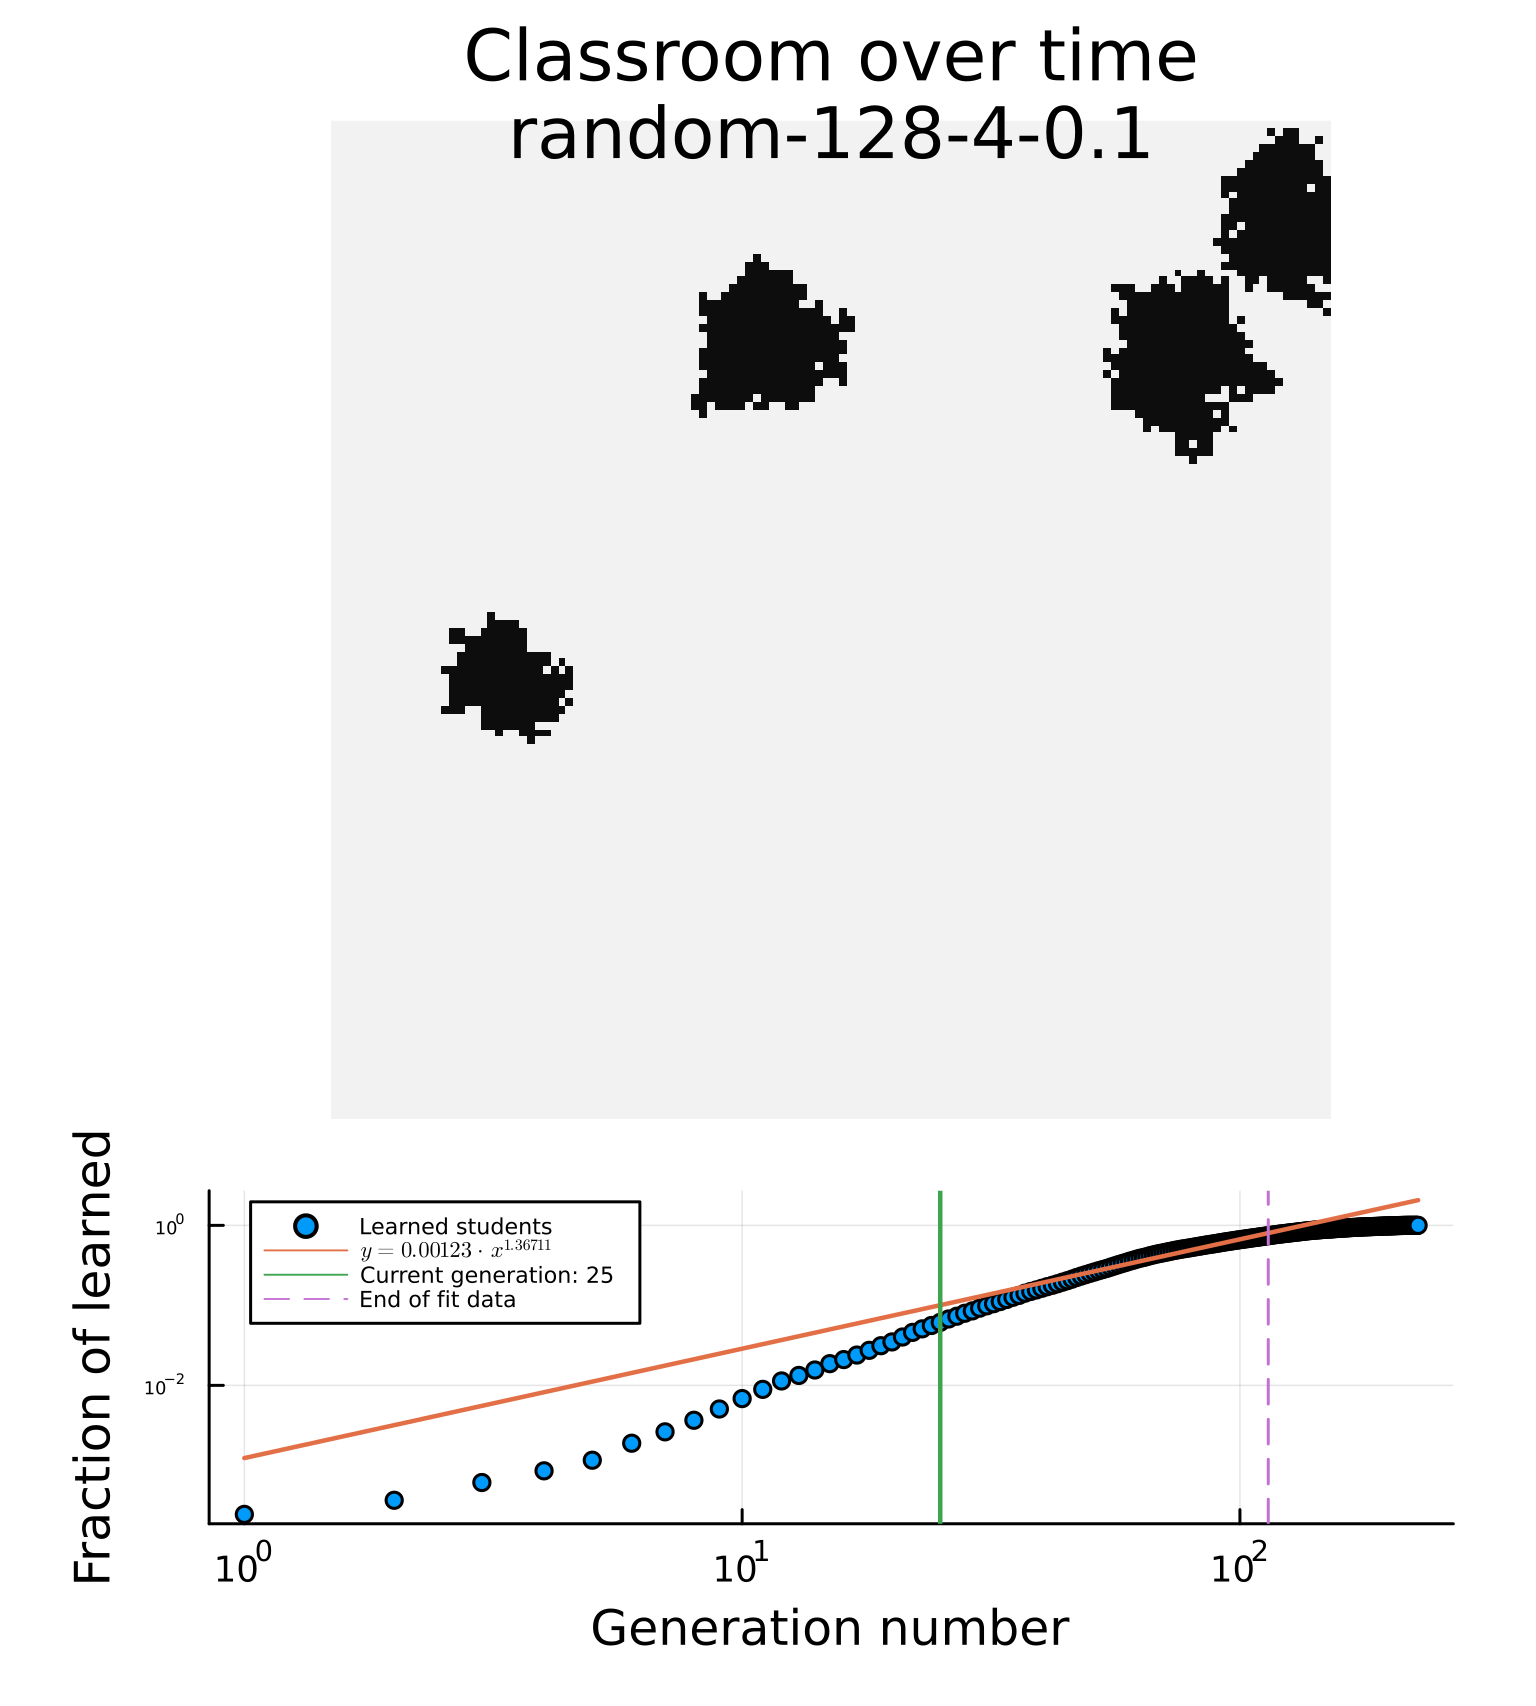 Classroom over time
random-128-4-0.1
Fraction of learned
10^0
10^−2
Learned students
y = 0.00123 · x^1.36711
Current generation: 25
End of fit data
10^0 10^1 10^2
Generation number